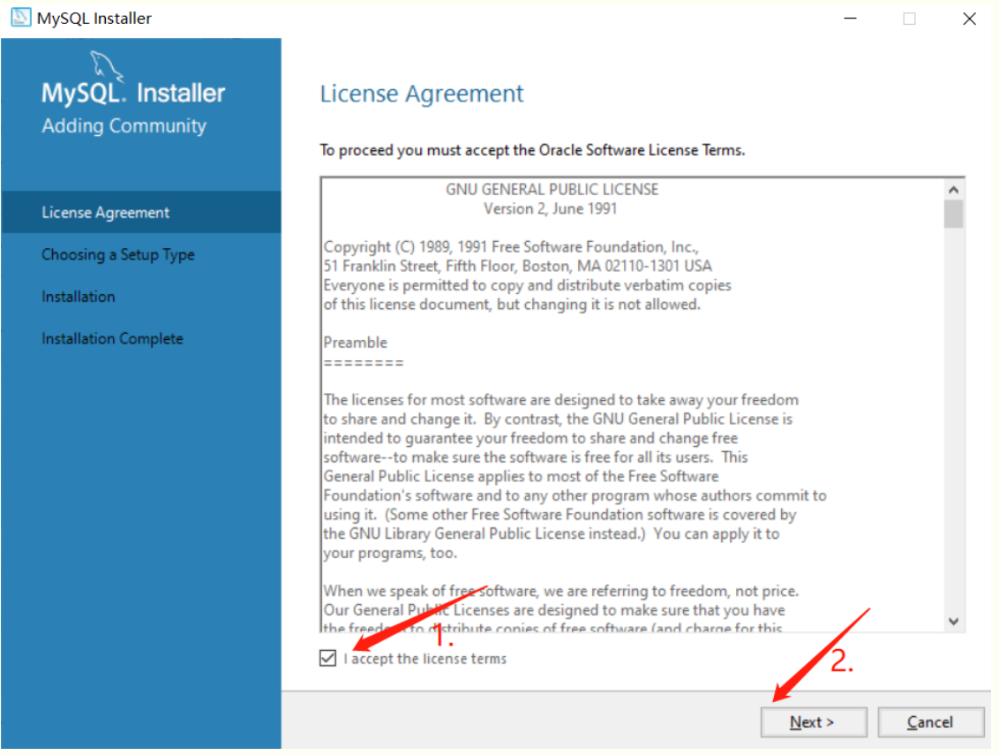 MySQL Installer
MySQL. Installer
Adding Community
License Agreement
Choosing a Setup Type
Installation
Installation Complete
License Agreement
To proceed you must accept the Oracle Software License Terms.
GNU GENERAL PUBLIC LICENSE
Version 2, June 1991
Copyright (C) 1989, 1991 Free Software Foundation, Inc.,
51 Franklin Street, Fifth Floor, Boston, MA 02110-1301 USA
Everyone is permitted to copy and distribute verbatim copies
of this license document, but changing it is not allowed.
Preamble
========
The licenses for most software are designed to take away your freedom
to share and change it.  By contrast, the GNU General Public License is
intended to guarantee your freedom to share and change free
software--to make sure the software is free for all its users.  This
General Public License applies to most of the Free Software
Foundation's software and to any other program whose authors commit to
using it.  (Some other Free Software Foundation software is covered by
the GNU Library General Public License instead.)  You can apply it to
your programs, too.
When we speak of free software, we are referring to freedom, not price.
Our General Public Licenses are designed to make sure that you have
the freedom to distribute copies of free software (and charge for this
1.
I accept the license terms
2.
Next >
Cancel